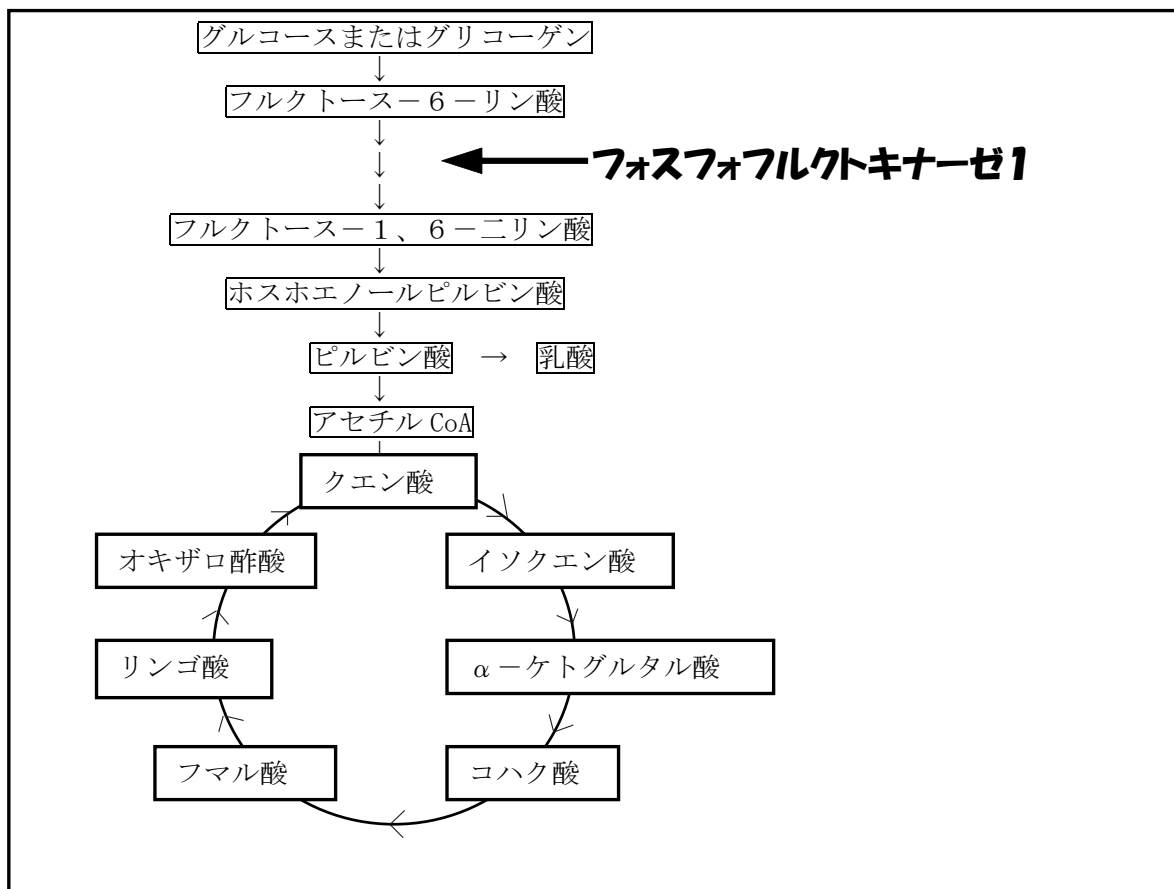 グルコースまたはグリコーゲン
↓
フルクトース－６－リン酸
↓
↓
フォスフォフルクトキナーゼ1
↓
フルクトース－１、６－二リン酸
↓
ホスホエノールピルビン酸
↓
ピルビン酸 → 乳酸
↓
アセチル CoA
クエン酸
オキザロ酢酸 イソクエン酸
リンゴ酸 α－ケトグルタル酸
フマル酸 コハク酸